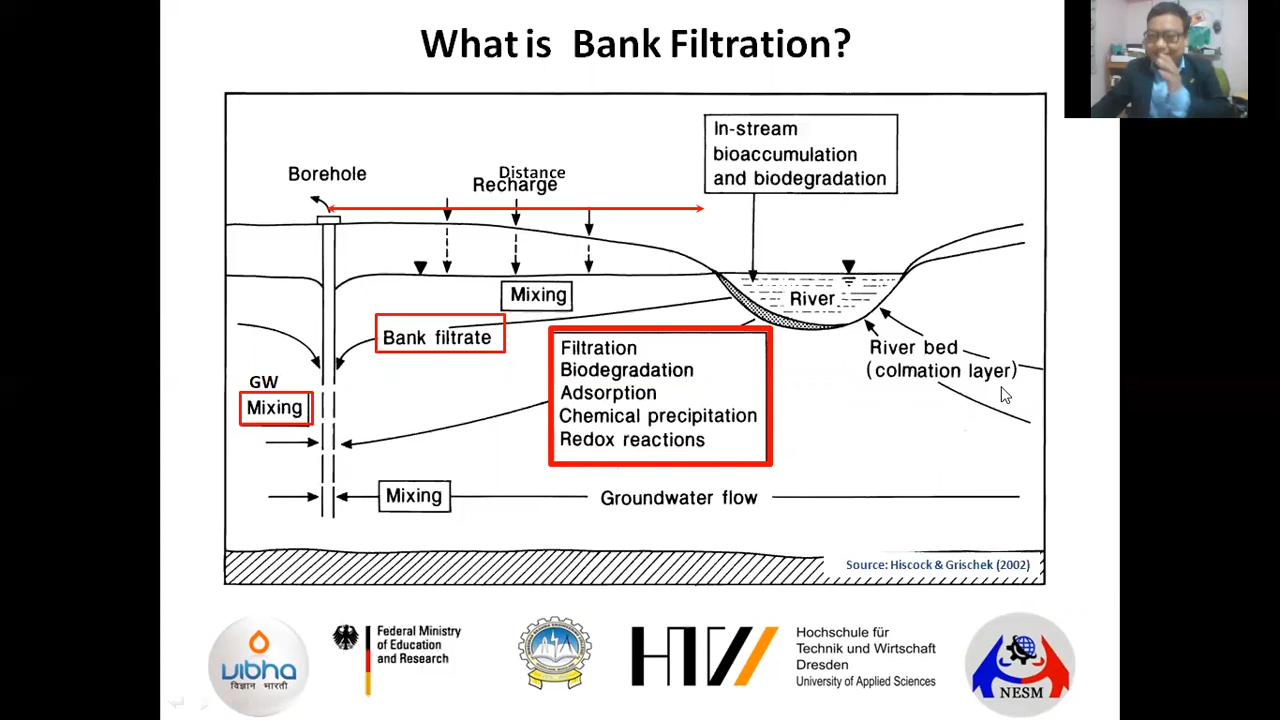 What is Bank Filtration?
In-stream
bioaccumulation
and biodegradation
Borehole
Distance
Recharge
Mixing
River
Bank filtrate
Filtration
Biodegradation
Adsorption
Chemical precipitation
Redox reactions
River bed
(colmation layer)
GW
Mixing
Mixing
Groundwater flow
Source: Hiscock & Grischek (2002)
vibha
विज्ञान भारती
Federal Ministry
of Education
and Research
HTW
Hochschule für
Technik und Wirtschaft
Dresden
University of Applied Sciences
NESM